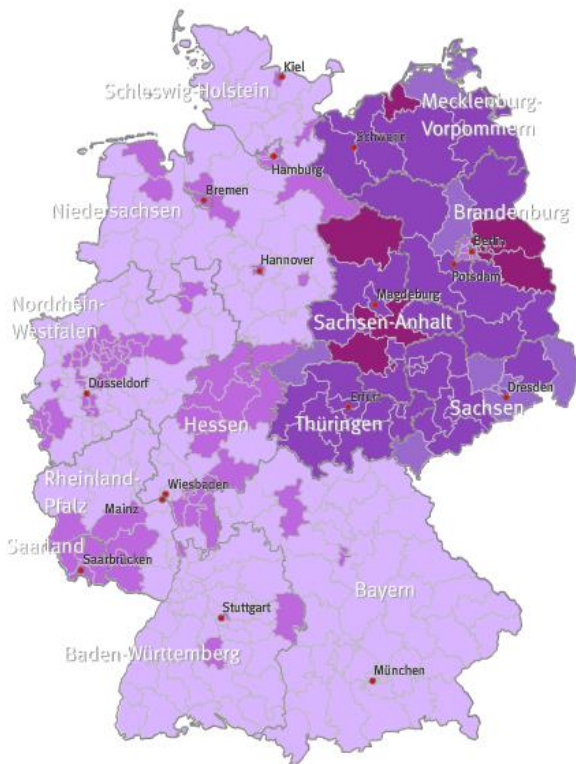 Kiel
Schleswig-Holstein
Mecklenburg-
Vorpommern
Schwerin
Hamburg
Bremen
Niedersachsen
Brandenburg
Berlin
Hannover
Potsdam
Magdeburg
Nordrhein-
Westfalen
Sachsen-Anhalt
Düsseldorf
Dresden
Erfurt
Sachsen
Hessen
Thüringen
Rheinland-
Pfalz
Wiesbaden
Mainz
Saarland
Saarbrücken
Bayern
Stuttgart
Baden-Württemberg
München